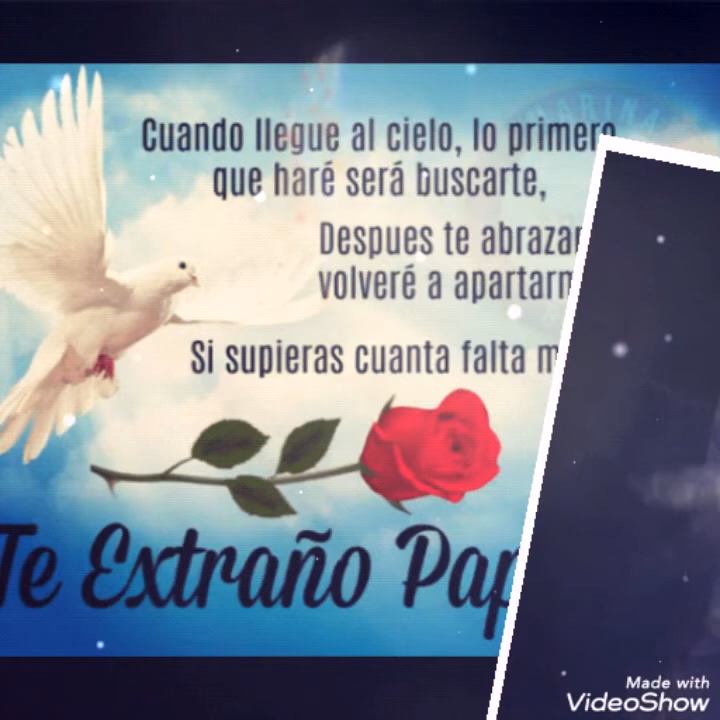 Cuando llegue al cielo, lo primero
que haré será buscarte,
Despues te abrazar
volveré a apartarm
Si supieras cuanta falta m
Te Extraño Pap
MARINA
Made with
VideoShow